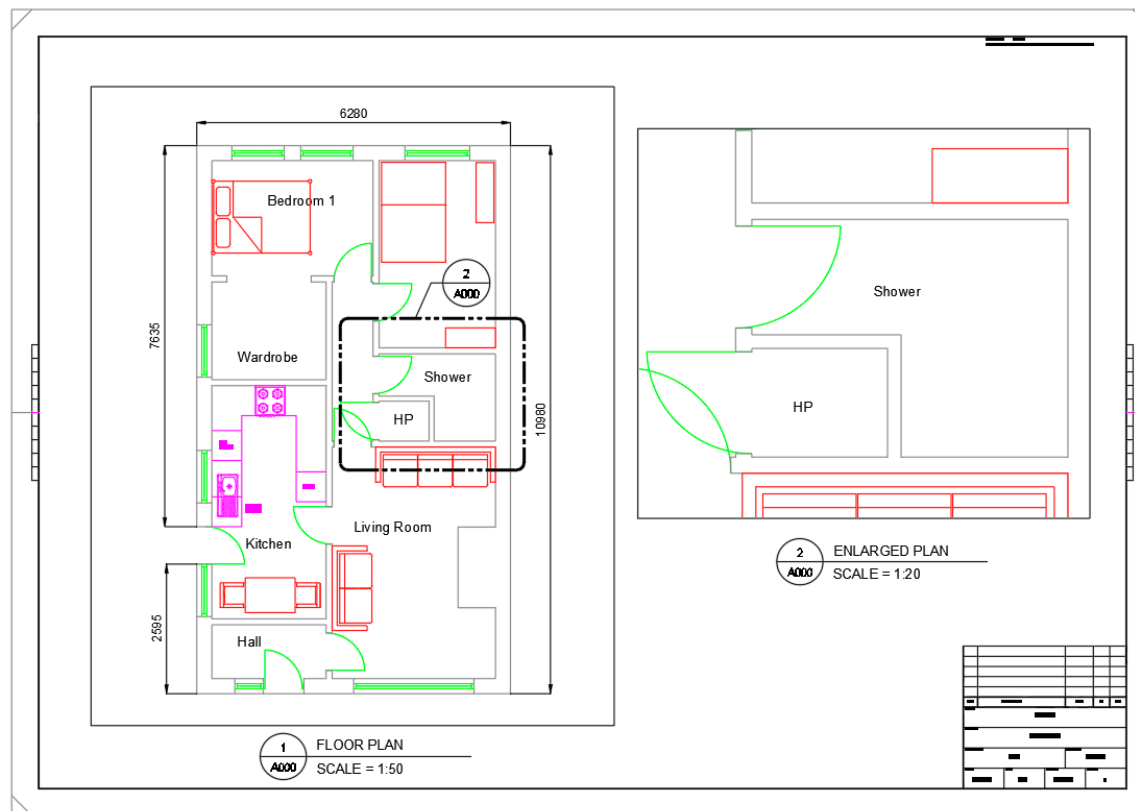 6280
Bedroom 1
2
A000
7635
Wardrobe
Shower
HP
10980
Living Room
Kitchen
2595
Hall
1
A000
FLOOR PLAN
SCALE = 1:50
Shower
HP
2
A000
ENLARGED PLAN
SCALE = 1:20